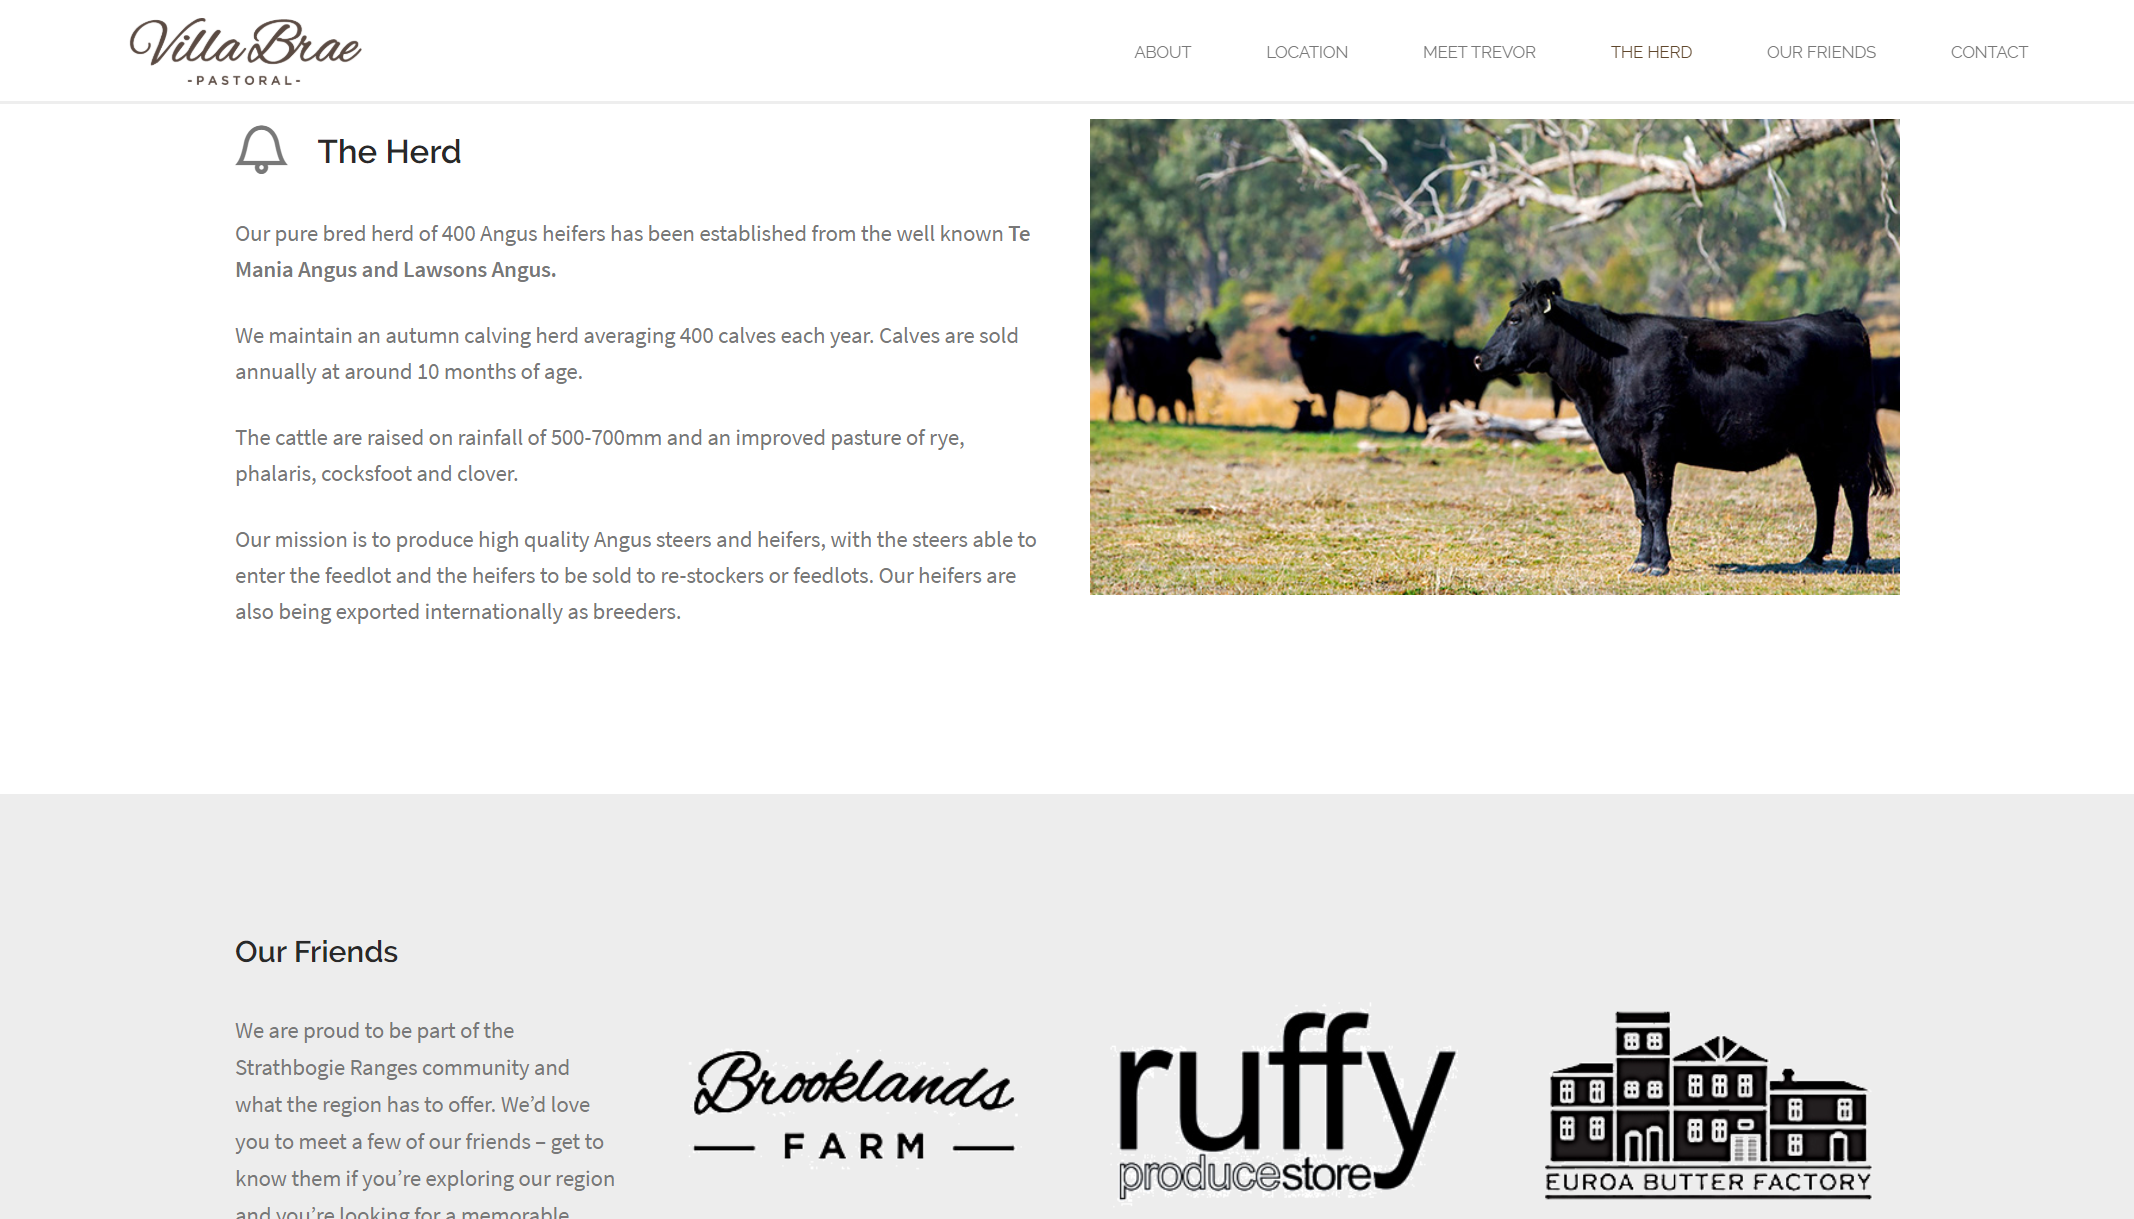 Villa Brae
-PASTORAL-
ABOUT
LOCATION
MEET TREVOR
THE HERD
OUR FRIENDS
CONTACT
The Herd
Our pure bred herd of 400 Angus heifers has been established from the well known Te
Mania Angus and Lawsons Angus.
We maintain an autumn calving herd averaging 400 calves each year. Calves are sold
annually at around 10 months of age.
The cattle are raised on rainfall of 500-700mm and an improved pasture of rye,
phalaris, cocksfoot and clover.
Our mission is to produce high quality Angus steers and heifers, with the steers able to
enter the feedlot and the heifers to be sold to re-stockers or feedlots. Our heifers are
also being exported internationally as breeders.
Our Friends
We are proud to be part of the
Strathbogie Ranges community and
what the region has to offer. We’d love
you to meet a few of our friends – get to
know them if you’re exploring our region
and you’re looking for a memorable
Brooklands
FARM
ruffy
producestore
EUROA BUTTER FACTORY